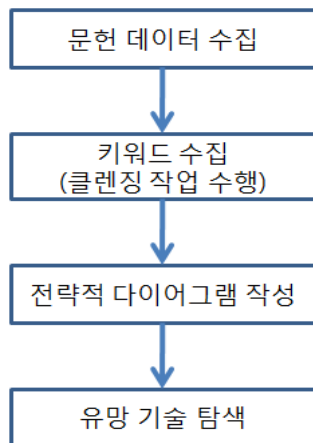 문헌 데이터 수집
키워드 수집
(클렌징 작업 수행)
전략적 다이어그램 작성
유망 기술 탐색